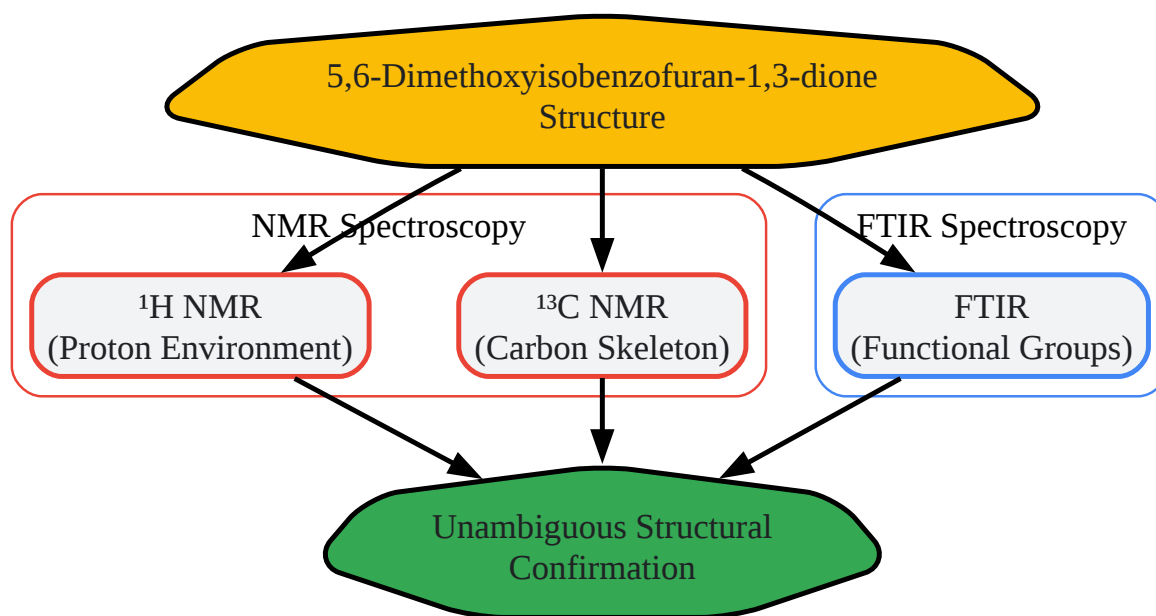 5,6-Dimethoxyisobenzofuran-1,3-dione
Structure
NMR Spectroscopy
FTIR Spectroscopy
¹H NMR
(Proton Environment)
¹³C NMR
(Carbon Skeleton)
FTIR
(Functional Groups)
Unambiguous Structural
Confirmation